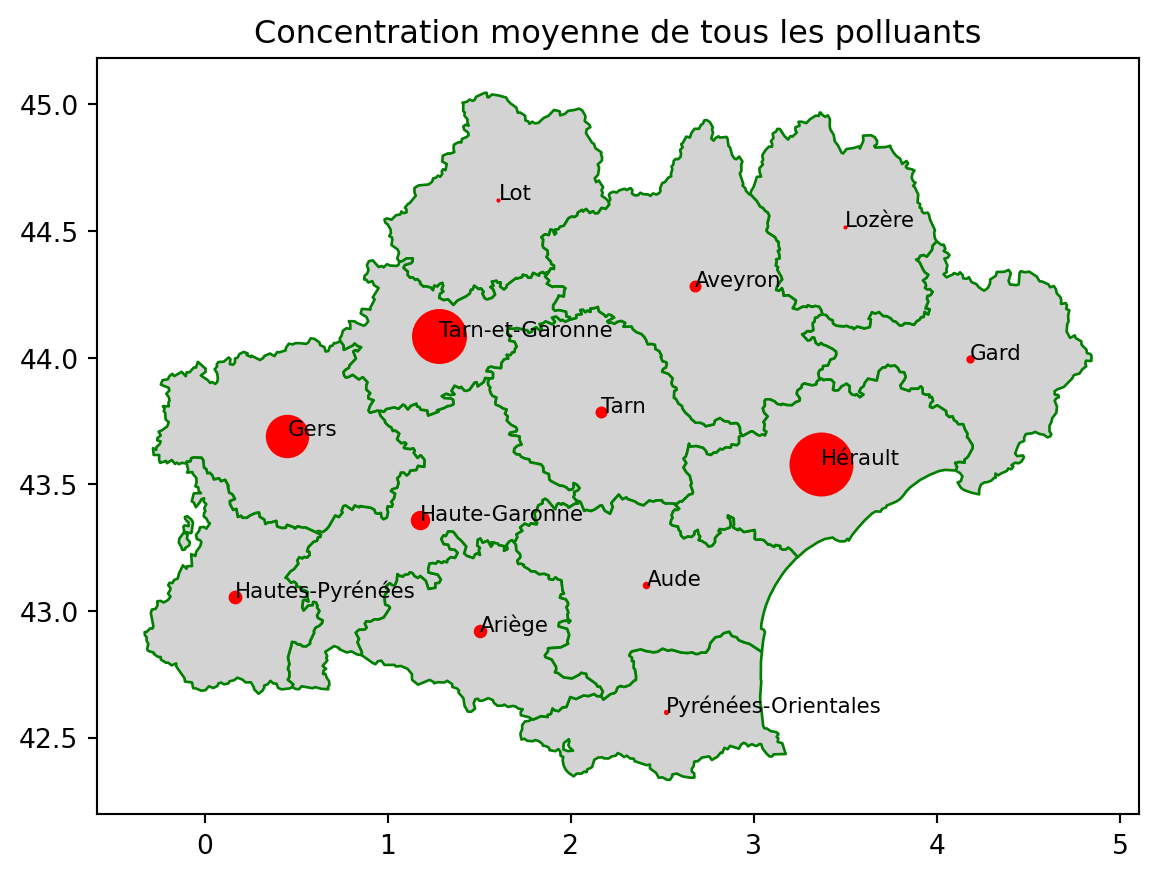 Concentration moyenne de tous les polluants
45.0
44.5
44.0
43.5
43.0
42.5
Lot
Lozère
Aveyron
Tarn-et-Garonne
Gard
Tarn
Gers
Hérault
Haute-Garonne
Aude
Hautes-Pyrénées
Ariège
Pyrénées-Orientales
0 1 2 3 4 5